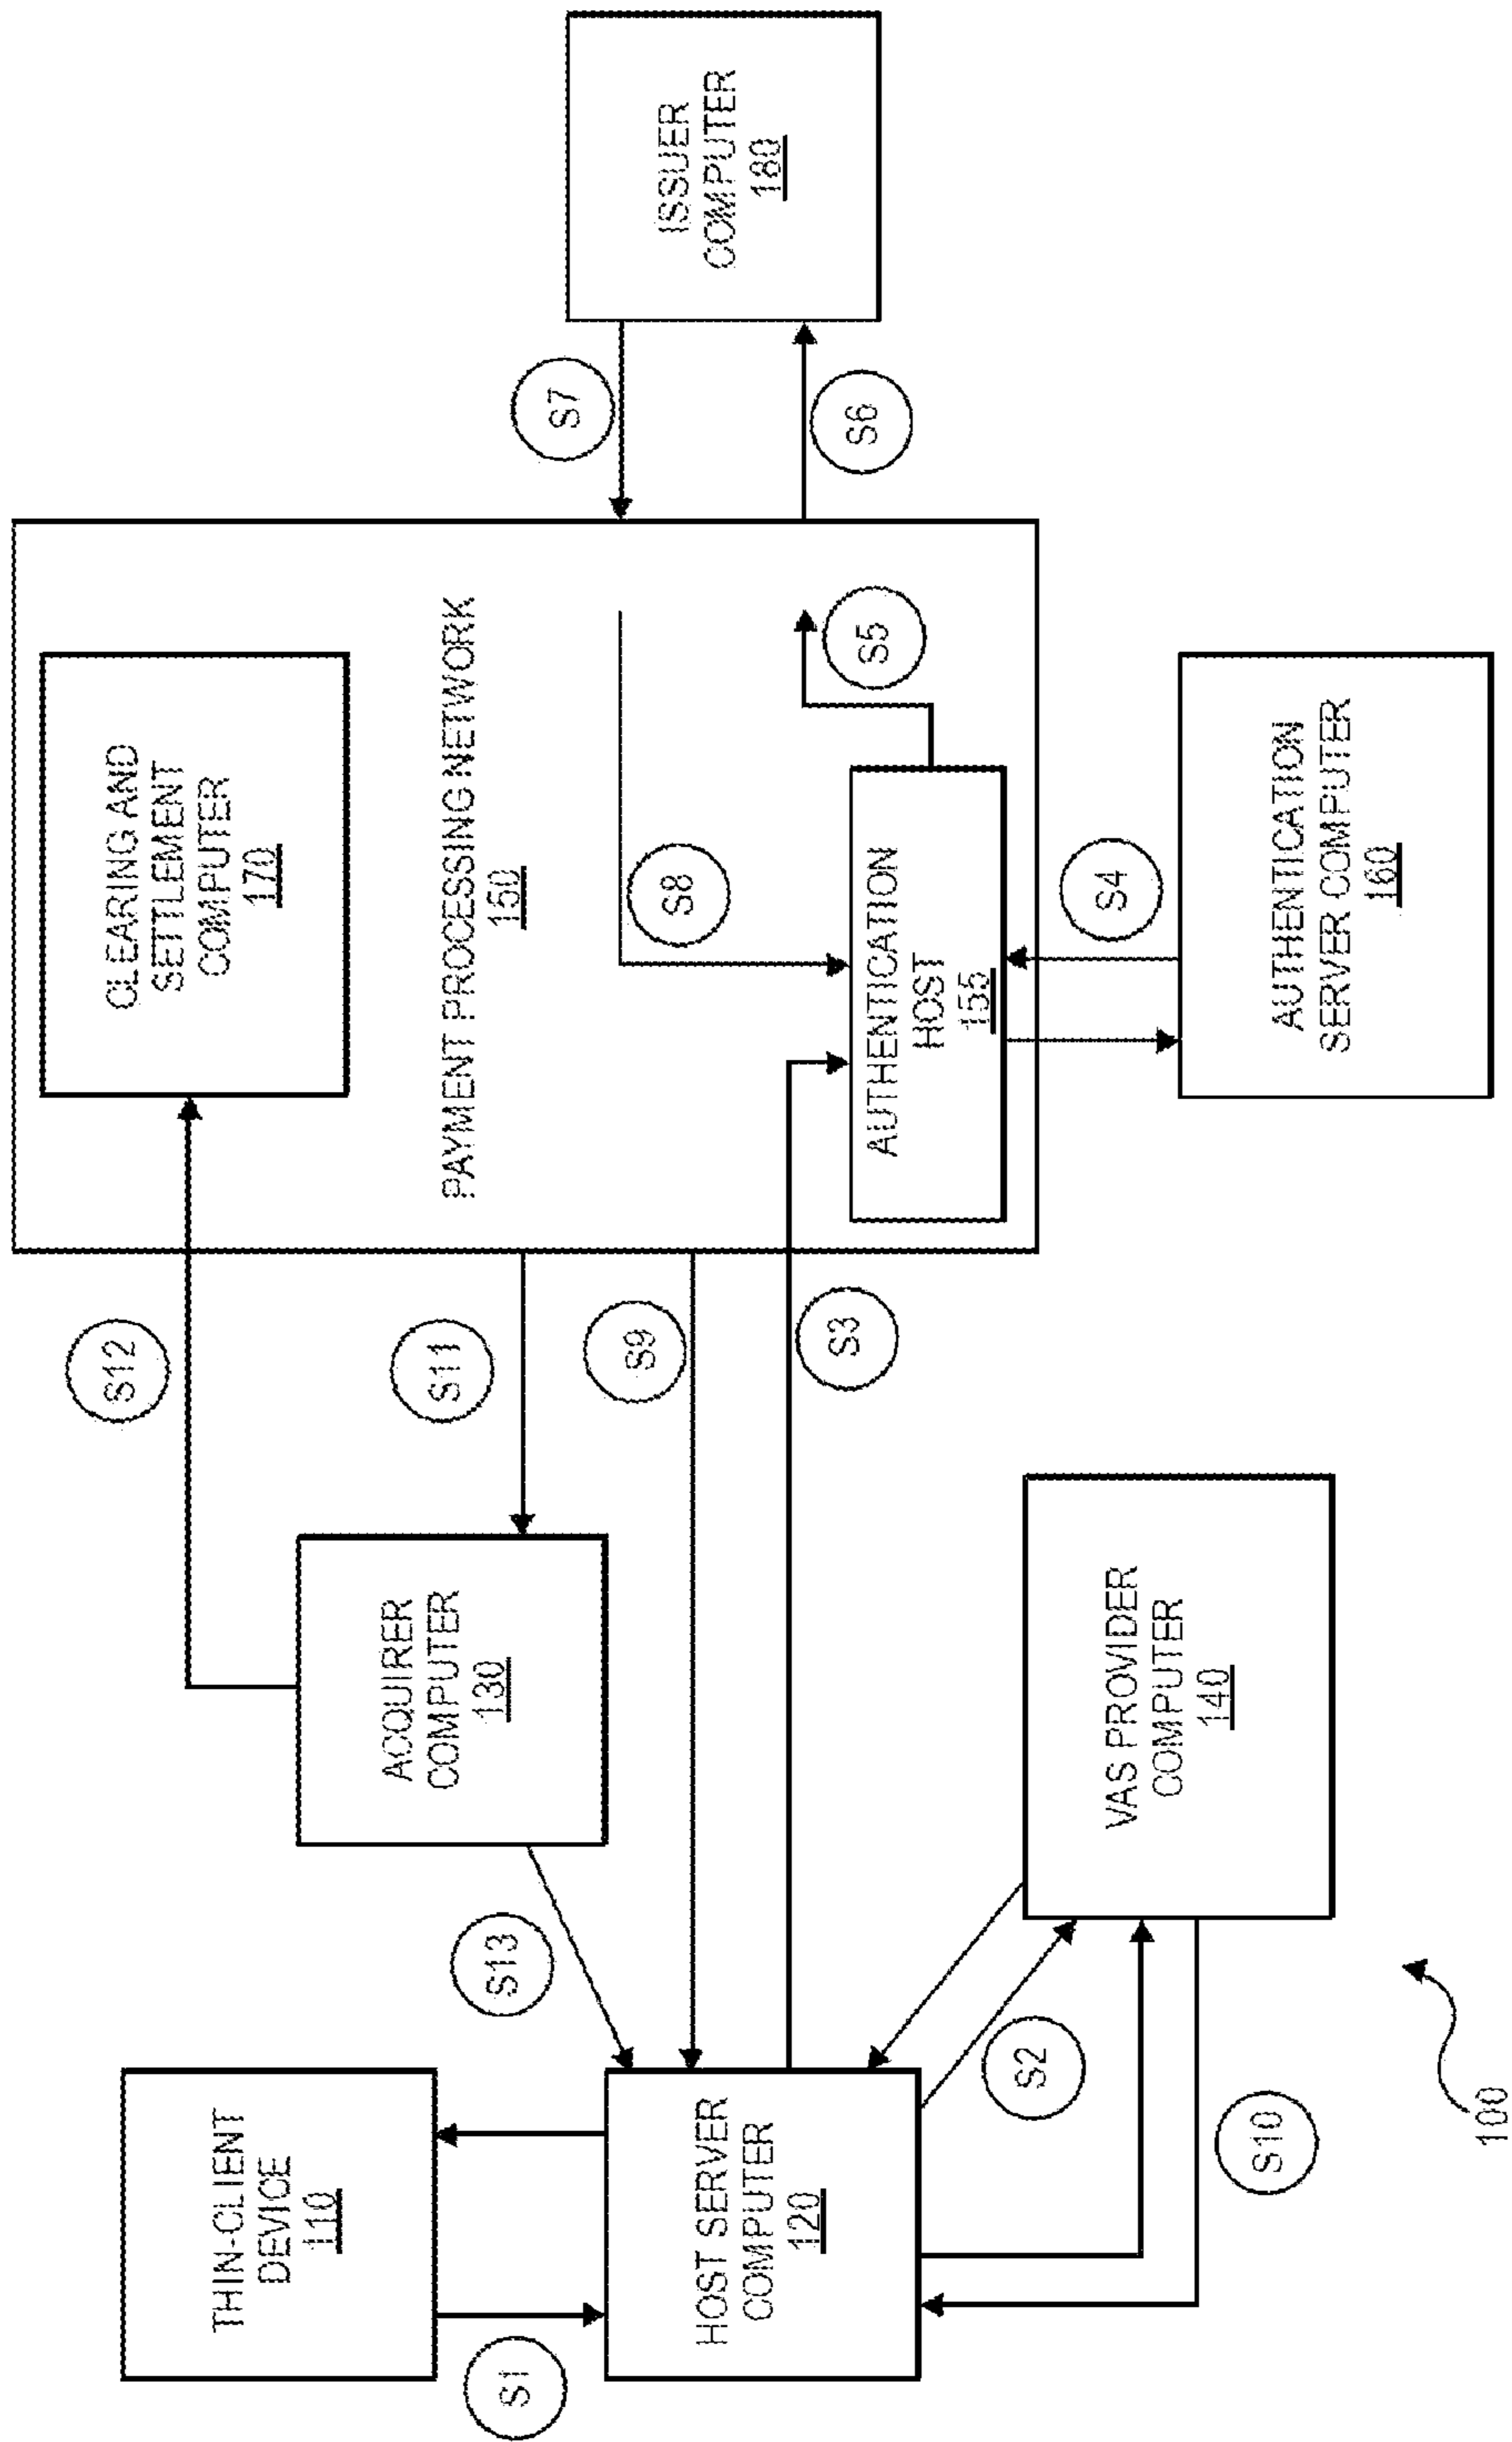 THIN-CLIENT
DEVICE
110
S1
HOST SERVER
COMPUTER
120
S13
S2
S10
ACQUIRER
COMPUTER
130
VAS PROVIDER
COMPUTER
140
S12
S11
S9
S3
CLEARING AND
SETTLEMENT
COMPUTER
170
PAYMENT PROCESSING NETWORK
150
S8
S5
AUTHENTICATION
HOST
155
S4
AUTHENTICATION
SERVER COMPUTER
160
S7
S6
ISSUER
COMPUTER
180
100